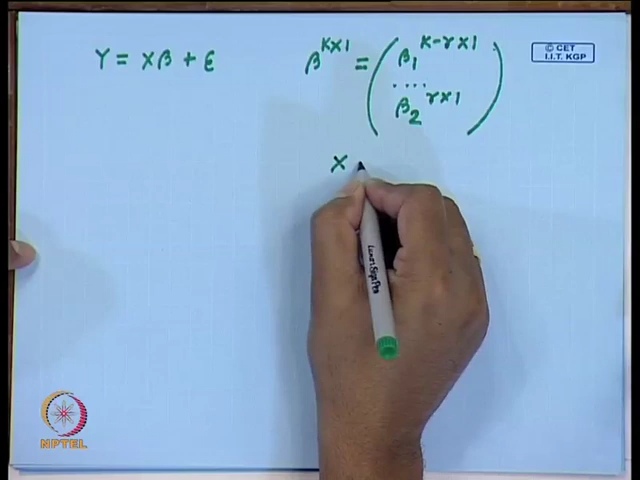 Y = Xβ + ε
β^{K×1} = ( β₁^{K-r×1}
.... 
β₂^{r×1} )
© CET
I.I.T. KGP
X
NPTEL